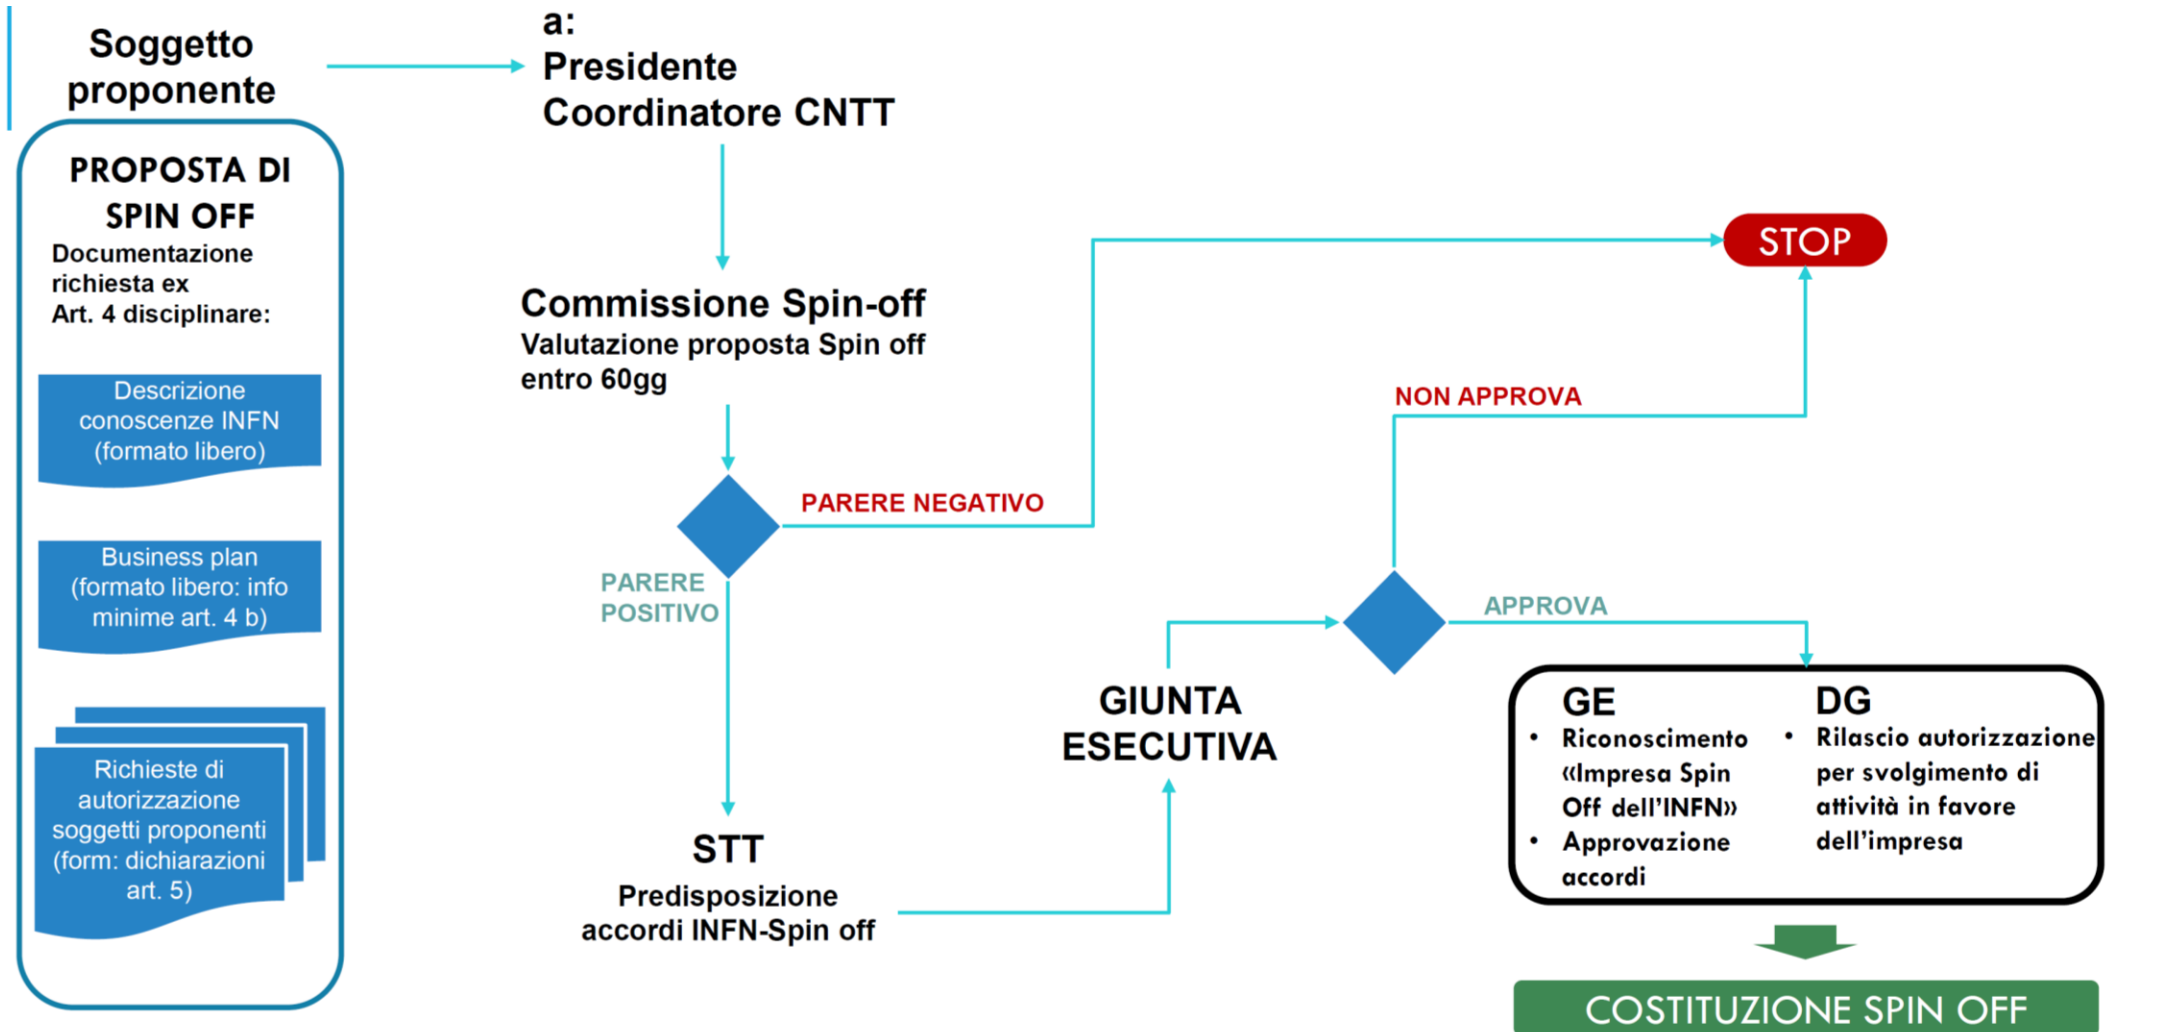 Soggetto
proponente
a:
Presidente
Coordinatore CNTT
PROPOSTA DI
SPIN OFF
Documentazione
richiesta ex
Art. 4 disciplinare:
Descrizione
conoscenze INFN
(formato libero)
Business plan
(formato libero: info
minime art. 4 b)
Richieste di
autorizzazione
soggetti proponenti
(form: dichiarazioni
art. 5)
Commissione Spin-off
Valutazione proposta Spin off
entro 60gg
PARERE NEGATIVO
PARERE
POSITIVO
STT
Predisposizione
accordi INFN-Spin off
GIUNTA
ESECUTIVA
STOP
NON APPROVA
APPROVA
GE
• Riconoscimento
«Impresa Spin
Off dell’INFN»
• Approvazione
accordi
DG
• Rilascio autorizzazione
per svolgimento di
attività in favore
dell’impresa
COSTITUZIONE SPIN OFF